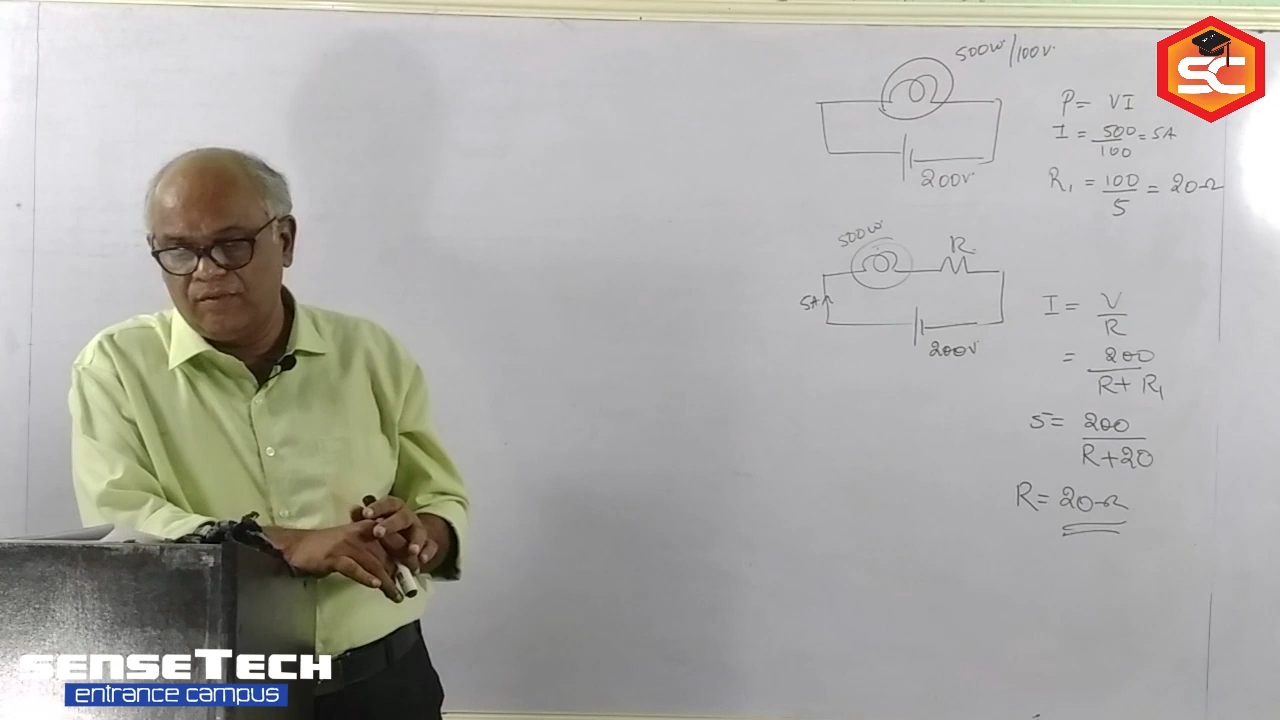 500W/100V
200V
P = VI
I = 500/100 = 5A
R₁ = 100/5 = 20Ω
500W
R
5A
200V
I = V/R
= 200/R + R₁
5 = 200/R+20
R = 20Ω
SC
SENSETECH
entrance campus